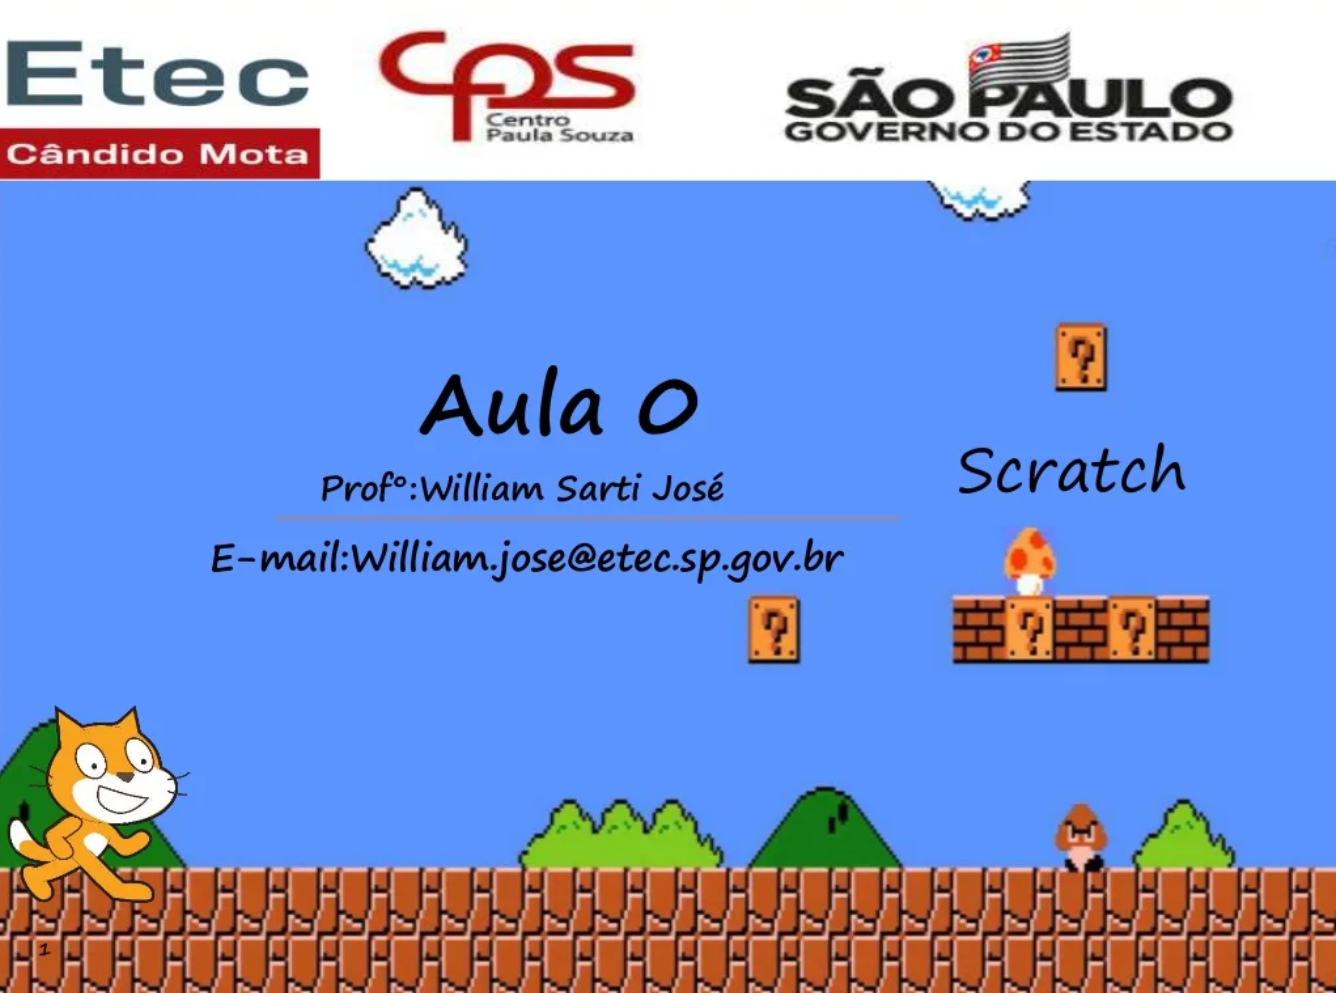 Etec
Cândido Mota
CPS
Centro
Paula Souza
SÃO PAULO
GOVERNO DO ESTADO
Aula 0
Profº:William Sarti José
Scratch
E-mail:William.jose@etec.sp.gov.br
?
?
? ?
1